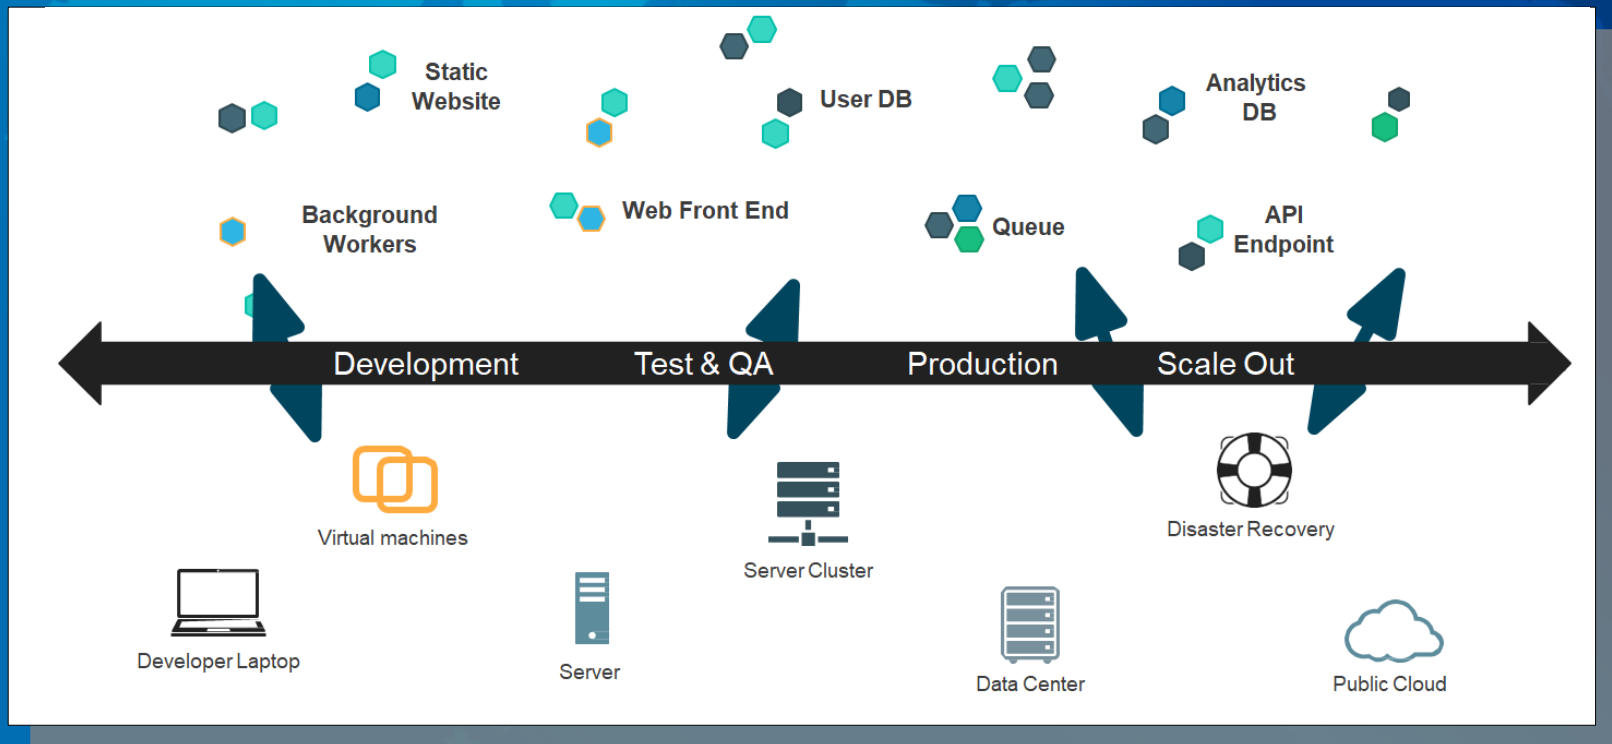 Static
Website
User DB
Analytics
DB
Background
Workers
Web Front End
Queue
API
Endpoint
Development
Test & QA
Production
Scale Out
Virtual machines
Server Cluster
Disaster Recovery
Developer Laptop
Server
Data Center
Public Cloud